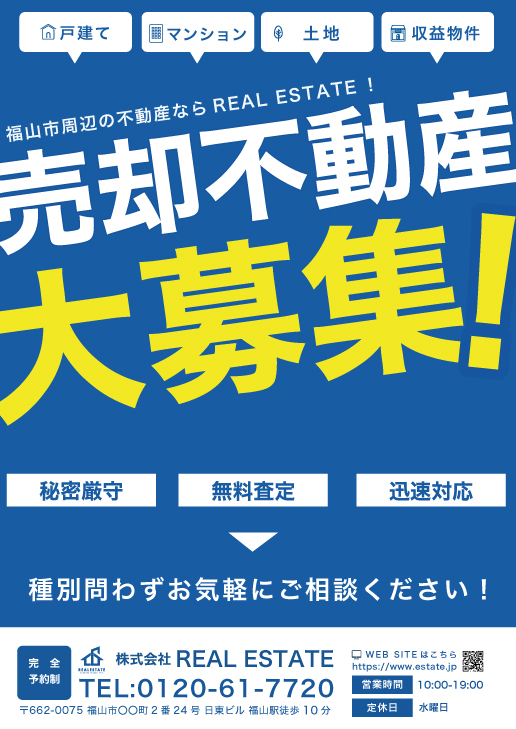 戸建て
マンション
土地
収益物件
福山市周辺の不動産なら REAL ESTATE ！
売却不動産
大募集！
秘密厳守
無料査定
迅速対応
種別問わずお気軽にご相談ください！
完全
予約制
REALESTATE
株式会社 REAL ESTATE
TEL:0120-61-7720
〒662-0075 福山市〇〇町２番24号 日東ビル 福山駅徒歩10分
WEB SITEはこちら
https://www.estate.jp
営業時間 10:00-19:00
定休日 水曜日